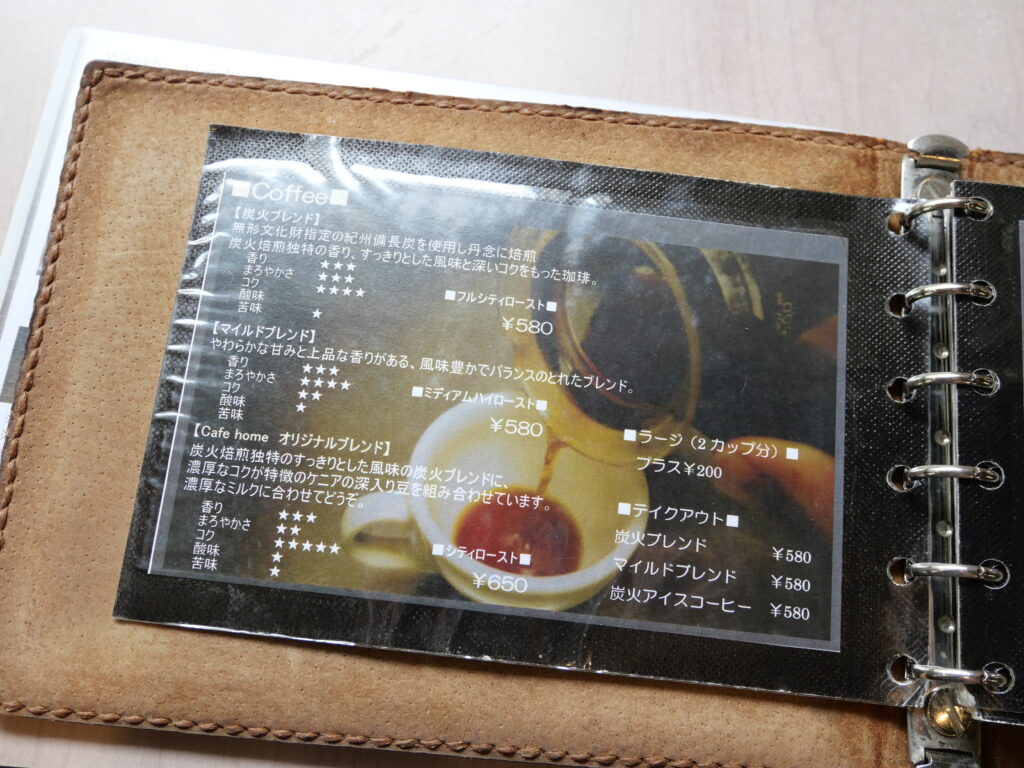 ■Coffee■
【炭火ブレンド】
無形文化財指定の紀州備長炭を使用し丹念に焙煎
炭火焙煎独特の香り、すっきりとした風味と深いコクをもった珈琲。
香り ★★★
まろやかさ ★★★
コク ★★★★
酸味
苦味 ★
■フルシティロースト■
¥580
【マイルドブレンド】
やわらかな甘みと上品な香りがある、風味豊かでバランスのとれたブレンド。
香り ★★★
まろやかさ ★★★★
コク ★★
酸味 ★
苦味
■ミディアムハイロースト■
¥580
【Cafe home オリジナルブレンド】
炭火焙煎独特のすっきりとした風味の炭火ブレンドに、
濃厚なコクが特徴のケニアの深入り豆を組み合わせています。
濃厚なミルクに合わせてどうぞ。
香り ★★★
まろやかさ ★★
コク ★★★★★
酸味 ★
苦味 ★
■シティロースト■
¥650
■ラージ（2カップ分）■
プラス¥200
■テイクアウト■
炭火ブレンド ¥580
マイルドブレンド ¥580
炭火アイスコーヒー ¥580